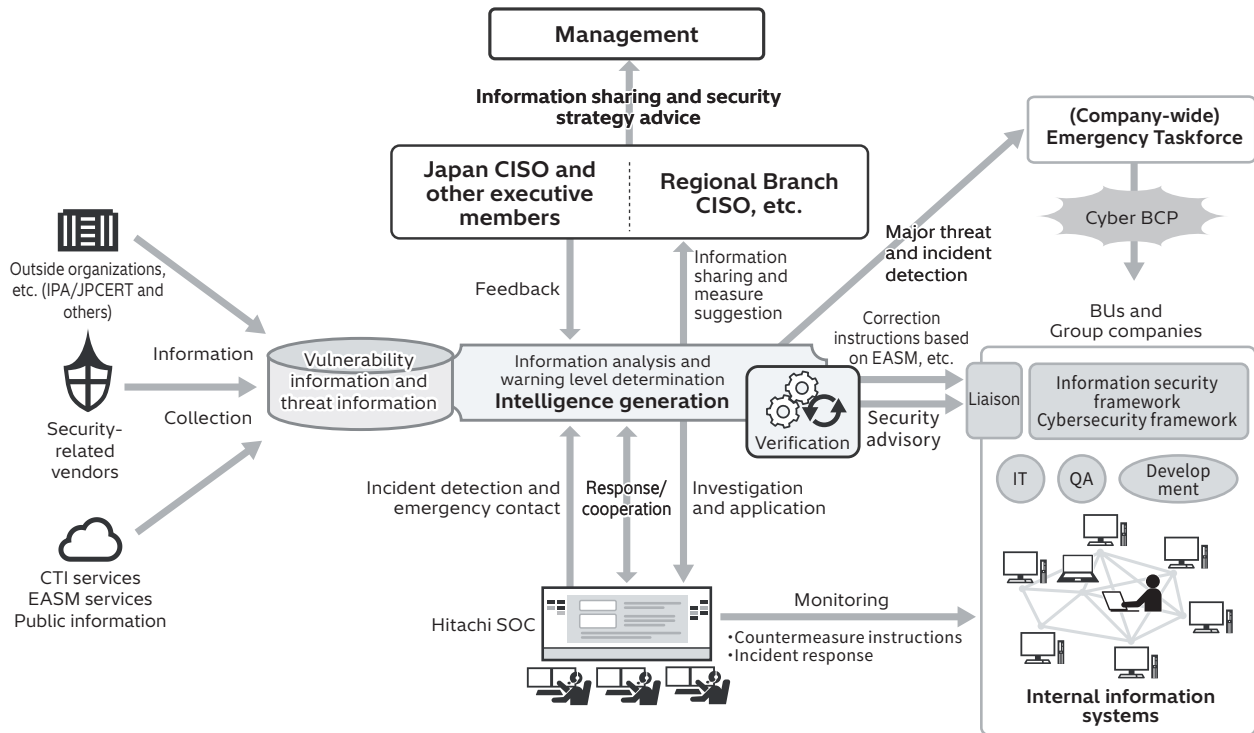 Management
Information sharing and security
strategy advice
Japan CISO and
other executive
members
Regional Branch
CISO, etc.
(Company-wide)
Emergency Taskforce
Cyber BCP
Major threat
and incident
detection
Outside organizations,
etc. (IPA/JPCERT and
others)
Feedback
Information
sharing and
measure
suggestion
BUs and
Group companies
Correction
instructions based
on EASM, etc.
Information
Collection
Vulnerability
information and
threat information
Information analysis and
warning level determination
Intelligence generation
Verification
Security
advisory
Liaison
Information security
framework
Cybersecurity framework
Security-
related
vendors
IT
QA
Develop
ment
Incident detection and
emergency contact
Response/
cooperation
Investigation
and application
CTI services
EASM services
Public information
Hitachi SOC
Monitoring
•Countermeasure instructions
•Incident response
Internal information
systems